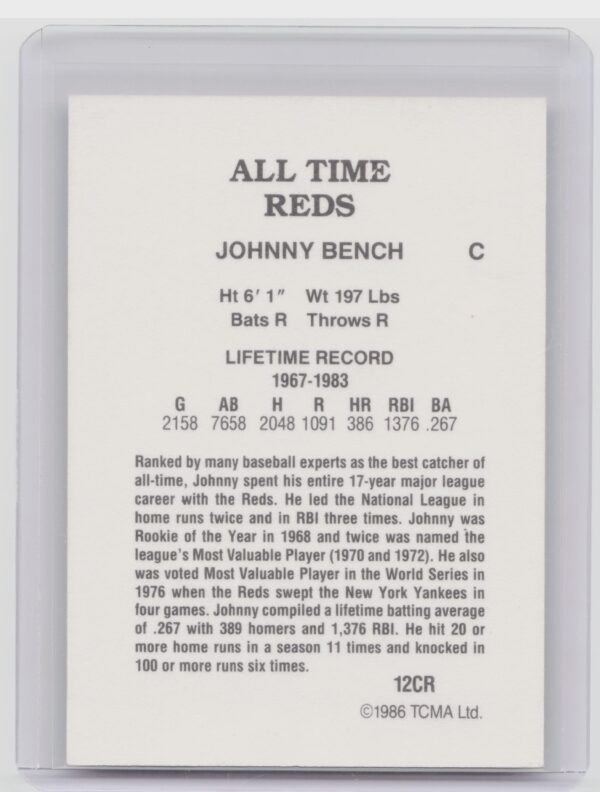 ALL TIME
REDS
JOHNNY BENCH C
Ht 6' 1" Wt 197 Lbs
Bats R Throws R
LIFETIME RECORD
1967-1983
G AB H R HR RBI BA
2158 7658 2048 1091 386 1376 .267
Ranked by many baseball experts as the best catcher of
all-time, Johnny spent his entire 17-year major league
career with the Reds. He led the National League in
home runs twice and in RBI three times. Johnny was
Rookie of the Year in 1968 and twice was named the
league's Most Valuable Player (1970 and 1972). He also
was voted Most Valuable Player in the World Series in
1976 when the Reds swept the New York Yankees in
four games. Johnny compiled a lifetime batting average
of .267 with 389 homers and 1,376 RBI. He hit 20 or
more home runs in a season 11 times and knocked in
100 or more runs six times.
12CR
©1986 TCMA Ltd.